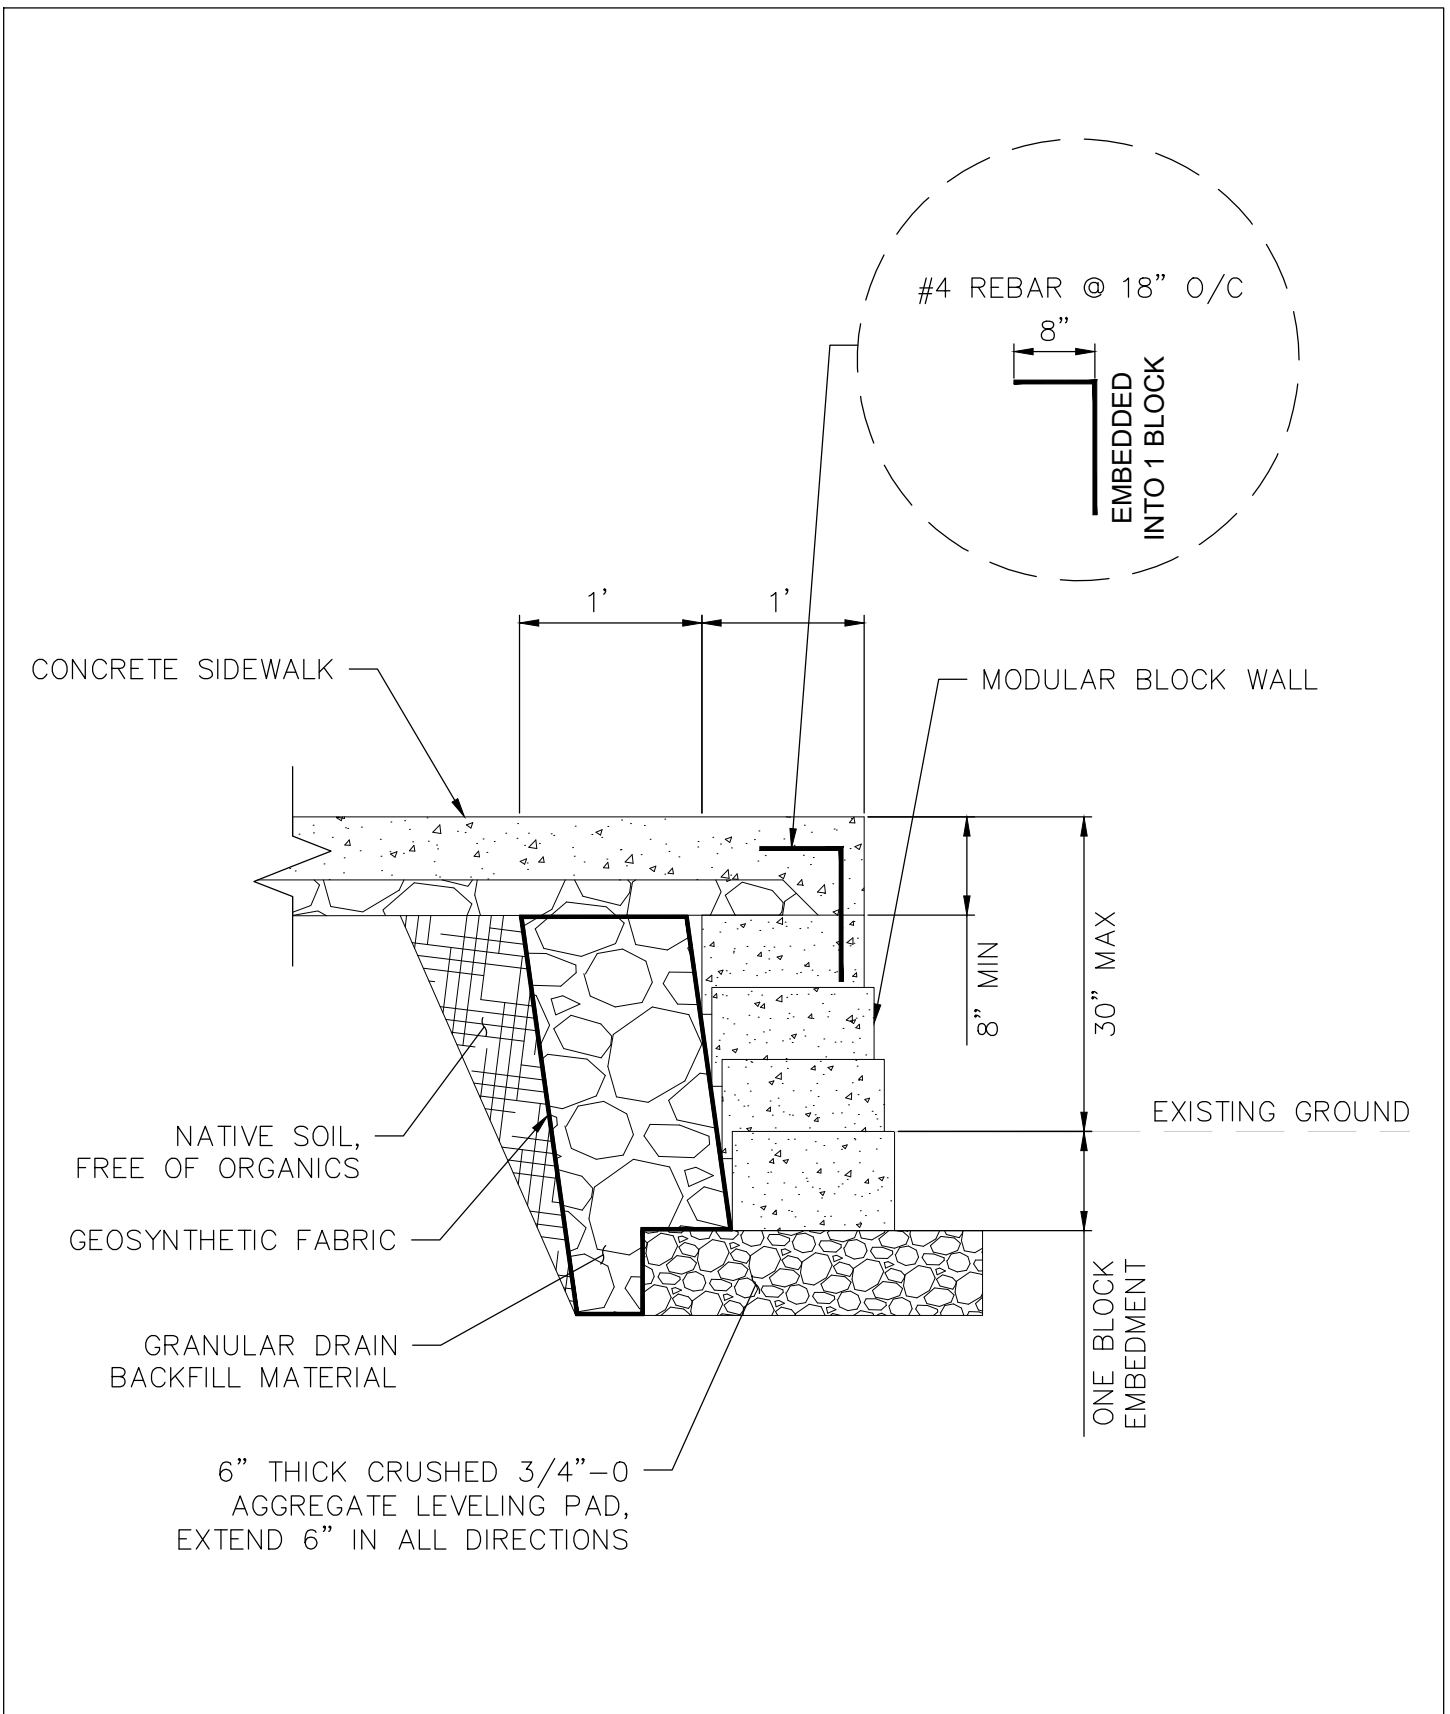 #4 REBAR @ 18" O/C
8"
EMBEDDED
INTO 1 BLOCK
1'
1'
CONCRETE SIDEWALK
MODULAR BLOCK WALL
8" MIN
30" MAX
EXISTING GROUND
NATIVE SOIL,
FREE OF ORGANICS
GEOSYNTHETIC FABRIC
GRANULAR DRAIN
BACKFILL MATERIAL
ONE BLOCK
EMBEDMENT
6" THICK CRUSHED 3/4"-0
AGGREGATE LEVELING PAD,
EXTEND 6" IN ALL DIRECTIONS